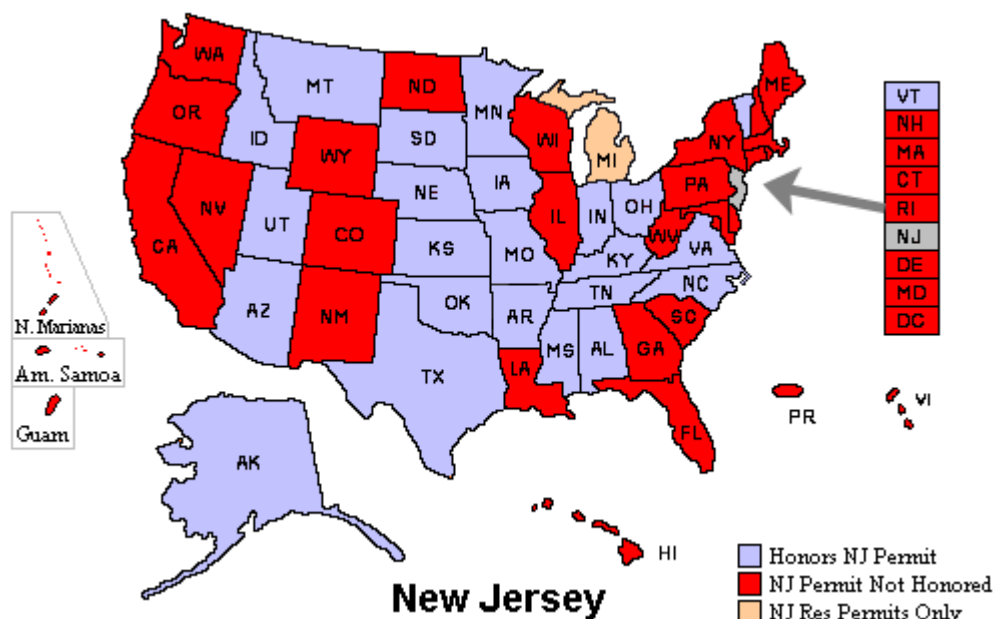 WA
MT
ND
MN
ME
OR
ID
SD
WI
MI
NY
WY
NE
IA
PA
NV
UT
CO
IL
IN
OH
WV
VA
CA
KS
MO
KY
NC
AZ
NM
OK
AR
TN
SC
TX
LA
MS
AL
GA
FL
AK
HI
PR
VI
N. Marianas
Am. Samoa
Guam
VT
NH
MA
CT
RI
NJ
DE
MD
DC
Honors NJ Permit
NJ Permit Not Honored
NJ Res Permits Only
New Jersey